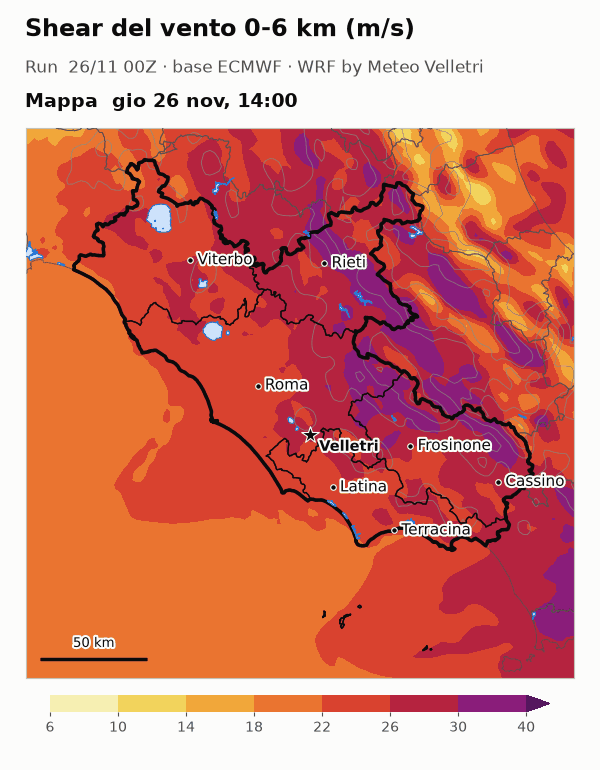 Shear del vento 0-6 km (m/s)
Run  26/11 00Z · base ECMWF · WRF by Meteo Velletri
Mappa  gio 26 nov, 14:00
Viterbo
Rieti
Roma
Velletri
Frosinone
Cassino
Latina
Terracina
50 km
6 10 14 18 22 26 30 40